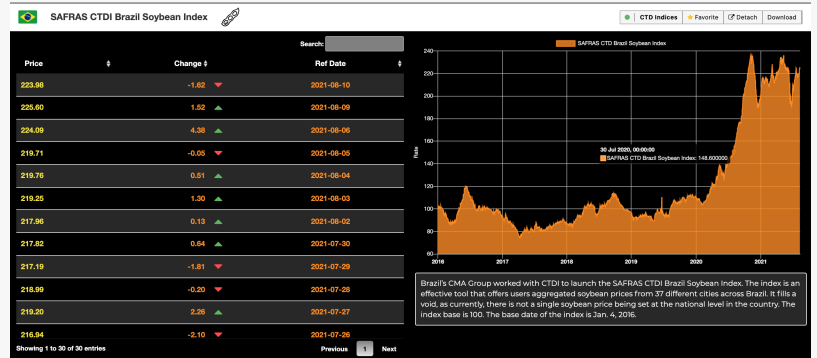 SAFRAS CTDI Brazil Soybean Index
CTD Indices Favorite Detach Download
Search:
Price Change Ref Date
223.98 -1.62 2021-08-10
225.60 1.52 2021-08-09
224.09 4.38 2021-08-06
219.71 -0.05 2021-08-05
219.76 0.51 2021-08-04
219.25 1.30 2021-08-03
217.96 0.13 2021-08-02
217.82 0.64 2021-07-30
217.19 -1.81 2021-07-29
218.99 -0.20 2021-07-28
219.20 2.26 2021-07-27
216.94 -2.10 2021-07-26
Showing 1 to 30 of 30 entries
Previous 1 Next
SAFRAS CTD Brazil Soybean Index
240
220
200
180
160
140
120
100
80
60
Rate
30 Jul 2020, 00:00:00
SAFRAS CTD Brazil Soybean Index: 148.600000
2016 2017 2018 2019 2020 2021
Brazil's CMA Group worked with CTDI to launch the SAFRAS CTDI Brazil Soybean Index. The index is an
effective tool that offers users aggregated soybean prices from 37 different cities across Brazil. It fills a
void, as currently, there is not a single soybean price being set at the national level in the country. The
index base is 100. The base date of the index is Jan. 4, 2016.